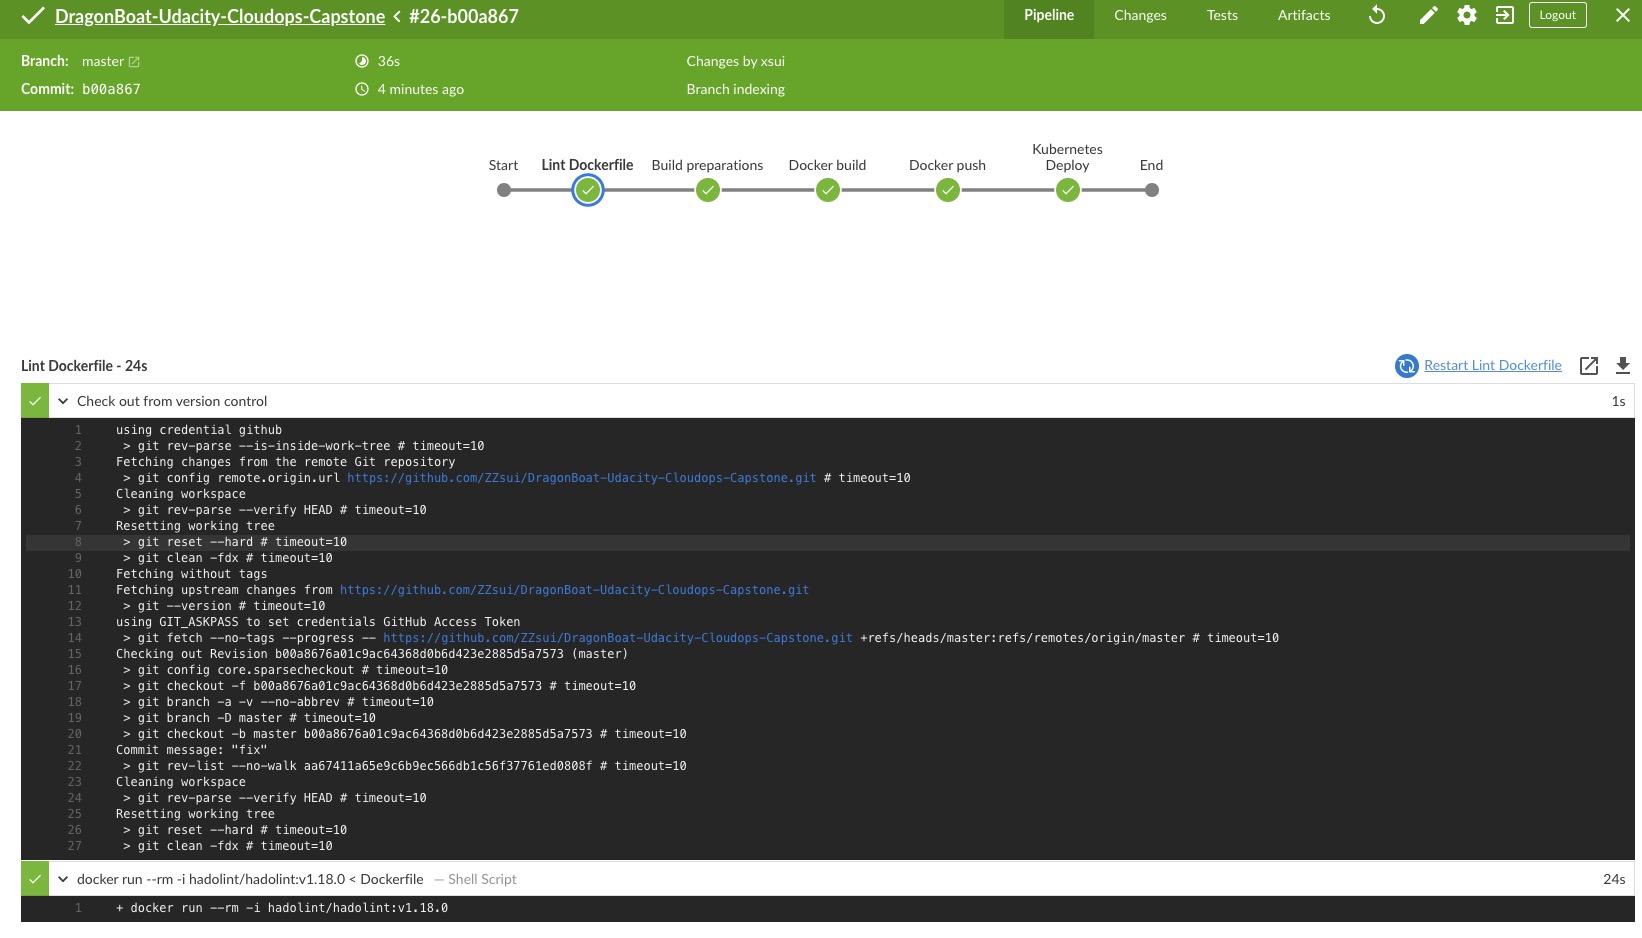 DragonBoat-Udacity-Cloudops-Capstone < #26-b00a867
Pipeline Changes Tests Artifacts Logout
Branch: master 36s Changes by xsui
Commit: b00a867 4 minutes ago Branch indexing
Kubernetes
Start Lint Dockerfile Build preparations Docker build Docker push Deploy End
Lint Dockerfile - 24s Restart Lint Dockerfile
Check out from version control 1s
1 using credential github
2 > git rev-parse --is-inside-work-tree # timeout=10
3 Fetching changes from the remote Git repository
4 > git config remote.origin.url https://github.com/ZZsui/DragonBoat-Udacity-Cloudops-Capstone.git # timeout=10
5 Cleaning workspace
6 > git rev-parse --verify HEAD # timeout=10
7 Resetting working tree
8 > git reset --hard # timeout=10
9 > git clean -fdx # timeout=10
10 Fetching without tags
11 Fetching upstream changes from https://github.com/ZZsui/DragonBoat-Udacity-Cloudops-Capstone.git
12 > git --version # timeout=10
13 using GIT_ASKPASS to set credentials GitHub Access Token
14 > git fetch --no-tags --progress -- https://github.com/ZZsui/DragonBoat-Udacity-Cloudops-Capstone.git +refs/heads/master:refs/remotes/origin/master # timeout=10
15 Checking out Revision b00a8676a01c9ac64368d0b6d423e2885d5a7573 (master)
16 > git config core.sparsecheckout # timeout=10
17 > git checkout -f b00a8676a01c9ac64368d0b6d423e2885d5a7573 # timeout=10
18 > git branch -a -v --no-abbrev # timeout=10
19 > git branch -D master # timeout=10
20 > git checkout -b master b00a8676a01c9ac64368d0b6d423e2885d5a7573 # timeout=10
21 Commit message: "fix"
22 > git rev-list --no-walk aa67411a65e9c6b9ec566db1c56f37761ed0808f # timeout=10
23 Cleaning workspace
24 > git rev-parse --verify HEAD # timeout=10
25 Resetting working tree
26 > git reset --hard # timeout=10
27 > git clean -fdx # timeout=10
docker run --rm -i hadolint/hadolint:v1.18.0 < Dockerfile — Shell Script 24s
1 + docker run --rm -i hadolint/hadolint:v1.18.0